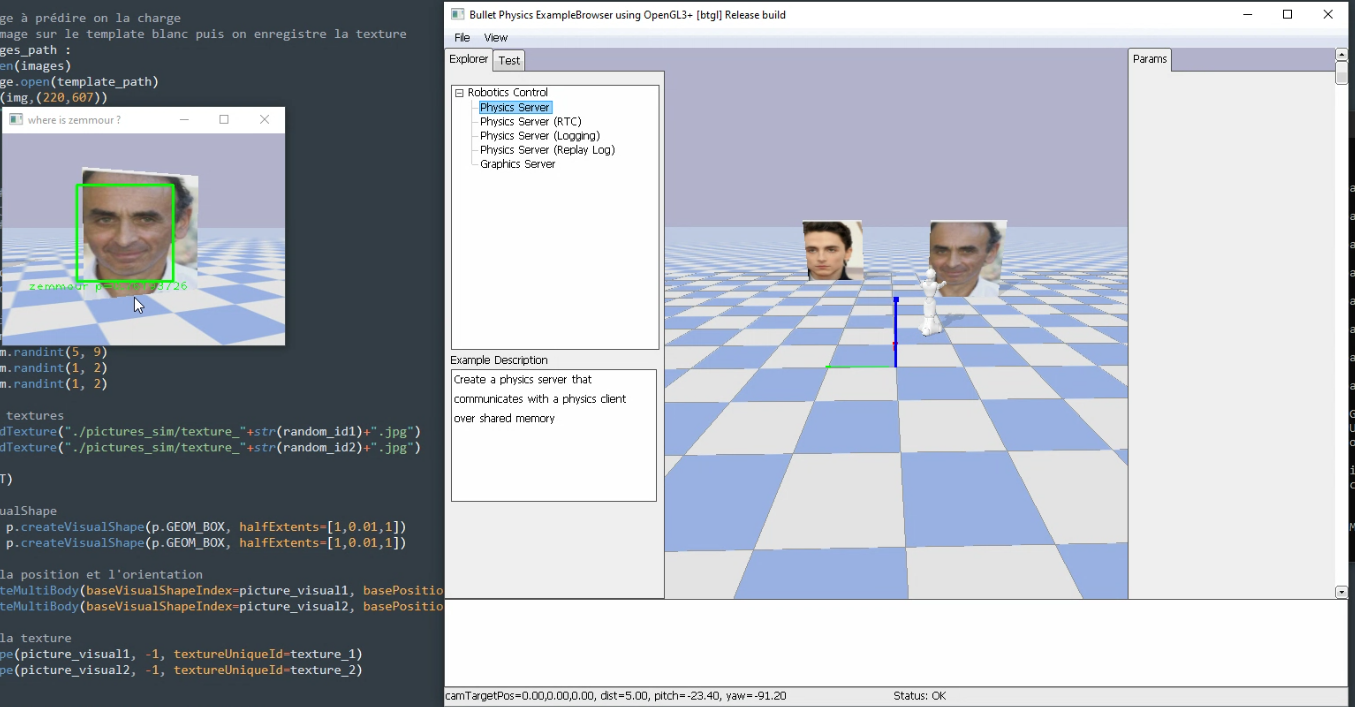 ge à prédire on la charge
mage sur le template blanc puis on enregistre la texture
ges_path :
en(images)
ge.open(template_path)
(img,(220,607))
where is zemmour ?
m.randint(5, 9)
m.randint(1, 2)
m.randint(1, 2)
textures
dTexture("./pictures_sim/texture_"+str(random_id1)+".jpg")
dTexture("./pictures_sim/texture_"+str(random_id2)+".jpg")
T)
ualShape
p.createVisualShape(p.GEOM_BOX, halfExtents=[1,0.01,1])
p.createVisualShape(p.GEOM_BOX, halfExtents=[1,0.01,1])
la position et l'orientation
teMultiBody(baseVisualShapeIndex=picture_visual1, basePositio
teMultiBody(baseVisualShapeIndex=picture_visual2, basePositio
la texture
pe(picture_visual1, -1, textureUniqueId=texture_1)
pe(picture_visual2, -1, textureUniqueId=texture_2)
Bullet Physics ExampleBrowser using OpenGL3+ [btgl] Release build
File View
Explorer Test
Robotics Control
Physics Server
Physics Server (RTC)
Physics Server (Logging)
Physics Server (Replay Log)
Graphics Server
Example Description
Create a physics server that
communicates with a physics client
over shared memory
Params
camTargetPos=0.00,0.00,0.00, dist=5.00, pitch=-23.40, yaw=-91.20
Status: OK